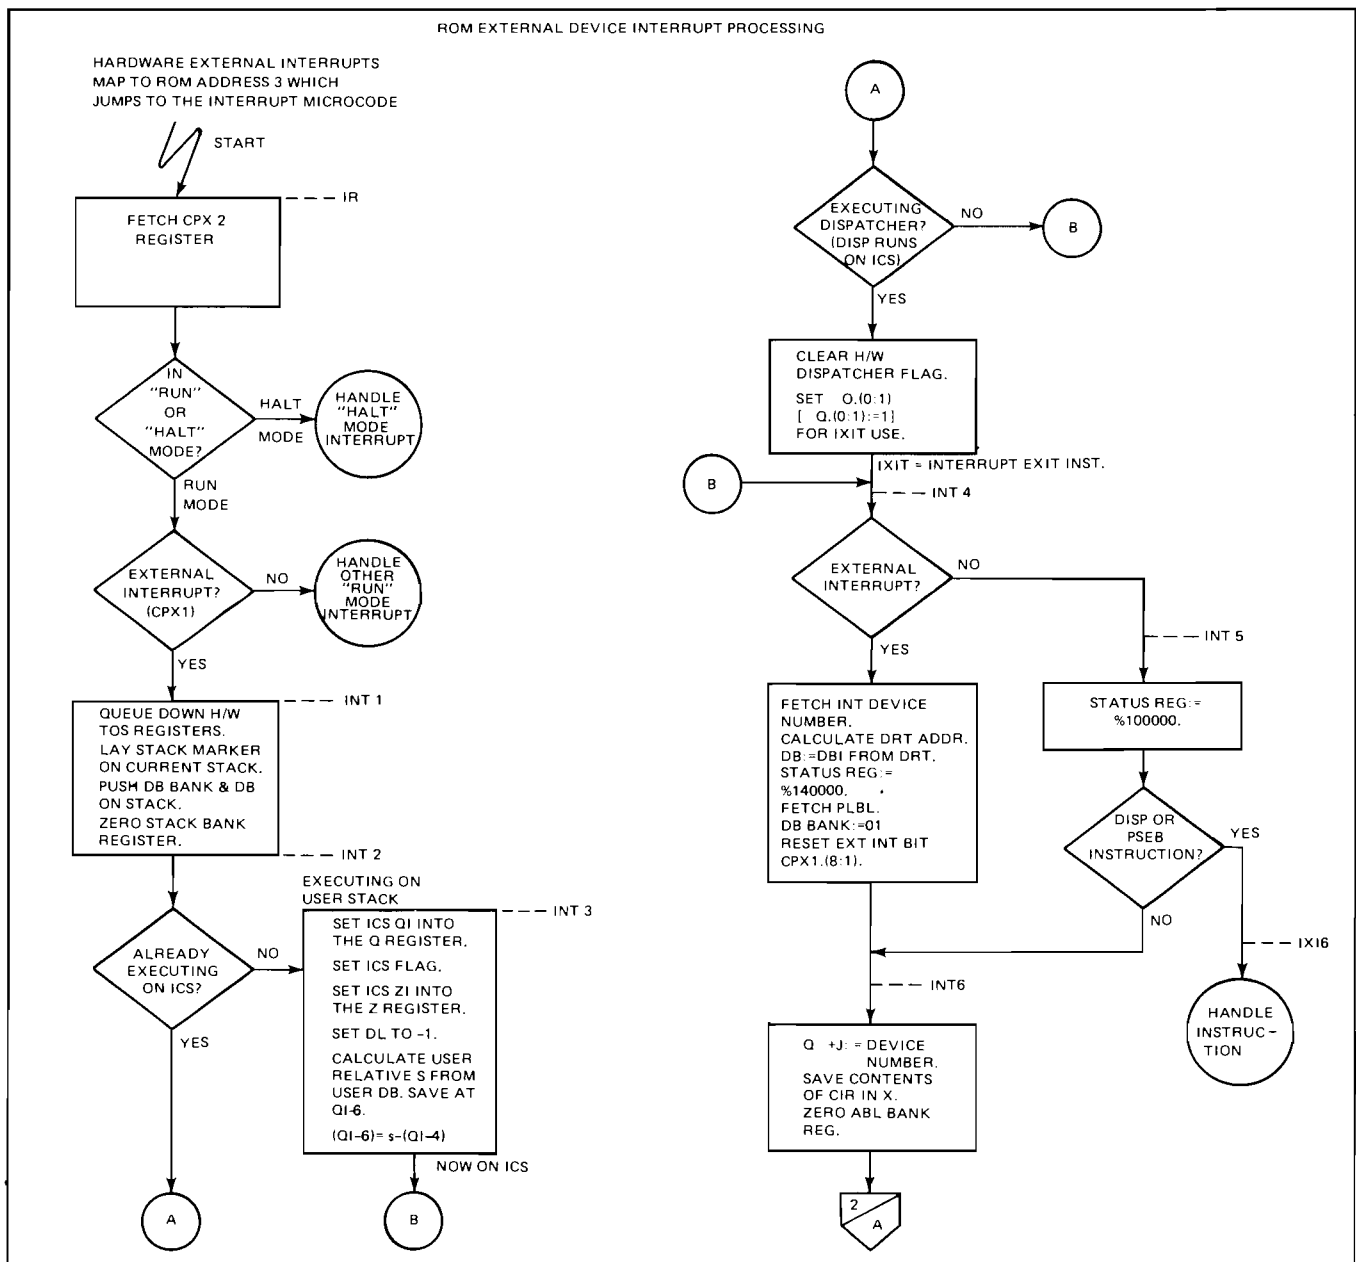 ROM EXTERNAL DEVICE INTERRUPT PROCESSING
HARDWARE EXTERNAL INTERRUPTS
MAP TO ROM ADDRESS 3 WHICH
JUMPS TO THE INTERRUPT MICROCODE
START
IR
FETCH CPX 2
REGISTER
IN
"RUN"
OR
"HALT"
MODE?
HALT
MODE
HANDLE
"HALT"
MODE
INTERRUPT
RUN
MODE
EXTERNAL
INTERRUPT?
(CPX1)
NO
HANDLE
OTHER
"RUN"
MODE
INTERRUPT
YES
INT 1
QUEUE DOWN H/W
TOS REGISTERS.
LAY STACK MARKER
ON CURRENT STACK.
PUSH DB BANK & DB
ON STACK.
ZERO STACK BANK
REGISTER.
INT 2
ALREADY
EXECUTING
ON ICS?
NO
YES
EXECUTING ON
USER STACK
INT 3
SET ICS QI INTO
THE Q REGISTER.
SET ICS FLAG.
SET ICS ZI INTO
THE Z REGISTER.
SET DL TO -1.
CALCULATE USER
RELATIVE S FROM
USER DB. SAVE AT
QI-6.
(QI-6)= s-(QI-4)
NOW ON ICS
A
B
A
EXECUTING
DISPATCHER?
(DISP RUNS
ON ICS)
NO
B
YES
CLEAR H/W
DISPATCHER FLAG.
SET Q.(0:1)
[ Q.(0:1):=1]
FOR IXIT USE.
IXIT = INTERRUPT EXIT INST.
B
INT 4
EXTERNAL
INTERRUPT?
NO
YES
INT 5
FETCH INT DEVICE
NUMBER.
CALCULATE DRT ADDR.
DB:=DBI FROM DRT.
STATUS REG:=
%140000.
FETCH PLBL.
DB BANK:=01
RESET EXT INT BIT
CPX1.(8:1).
STATUS REG:=
%100000.
DISP OR
PSEB
INSTRUCTION?
YES
NO
IXI6
HANDLE
INSTRUC-
TION
INT6
Q +J: = DEVICE
NUMBER.
SAVE CONTENTS
OF CIR IN X.
ZERO ABL BANK
REG.
2
A